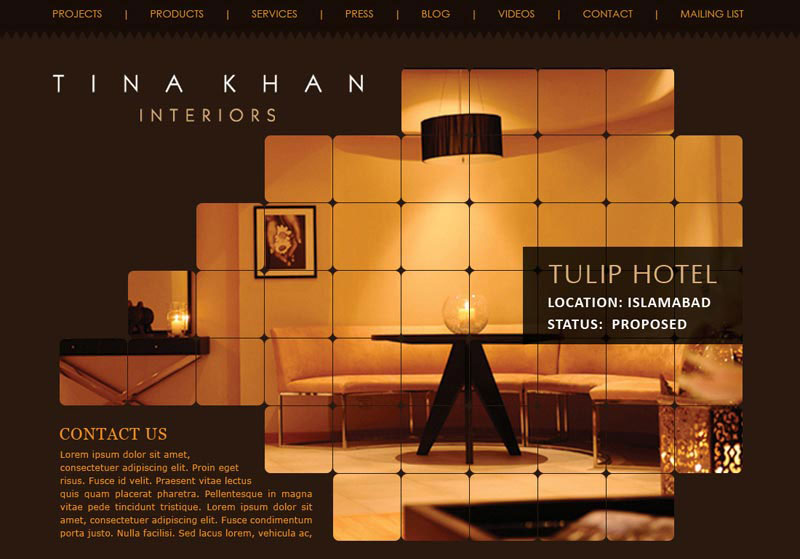 PROJECTS | PRODUCTS | SERVICES | PRESS | BLOG | VIDEOS | CONTACT | MAILING LIST
TINA KHAN
INTERIORS
TULIP HOTEL
LOCATION: ISLAMABAD
STATUS: PROPOSED
CONTACT US
Lorem ipsum dolor sit amet,
consectetuer adipiscing elit. Proin eget
risus. Fusce id velit. Praesent vitae lectus
quis quam placerat pharetra. Pellentesque in magna
vitae pede tincidunt tristique. Lorem ipsum dolor sit
amet, consectetuer adipiscing elit. Fusce condimentum
porta justo. Nulla facilisi. Sed lacus lorem, vehicula ac,